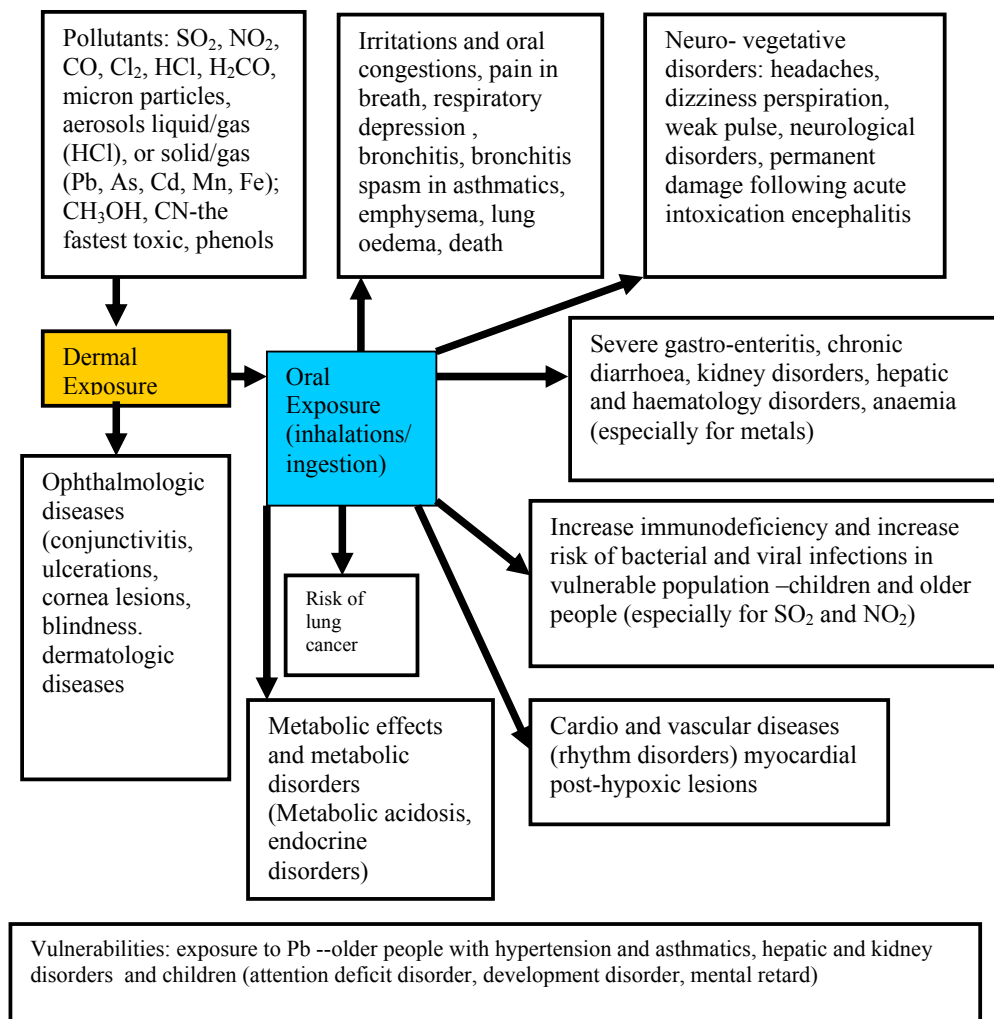 Pollutants: SO₂, NO₂,
CO, Cl₂, HCl, H₂CO,
micron particles,
aerosols liquid/gas
(HCl), or solid/gas
(Pb, As, Cd, Mn, Fe);
CH₃OH, CN-the
fastest toxic, phenols
Irritations and oral
congestions, pain in
breath, respiratory
depression ,
bronchitis, bronchitis
spasm in asthmatics,
emphysema, lung
oedema, death
Neuro- vegetative
disorders: headaches,
dizziness perspiration,
weak pulse, neurological
disorders, permanent
damage following acute
intoxication encephalitis
Dermal
Exposure
Oral
Exposure
(inhalations/
ingestion)
Severe gastro-enteritis, chronic
diarrhoea, kidney disorders, hepatic
and haematology disorders, anaemia
(especially for metals)
Ophthalmologic
diseases
(conjunctivitis,
ulcerations,
cornea lesions,
blindness.
dermatologic
diseases
Increase immunodeficiency and increase
risk of bacterial and viral infections in
vulnerable population –children and older
people (especially for SO₂ and NO₂)
Risk of
lung
cancer
Metabolic effects
and metabolic
disorders
(Metabolic acidosis,
endocrine
disorders)
Cardio and vascular diseases
(rhythm disorders) myocardial
post-hypoxic lesions
Vulnerabilities: exposure to Pb --older people with hypertension and asthmatics, hepatic and kidney
disorders  and children (attention deficit disorder, development disorder, mental retard)